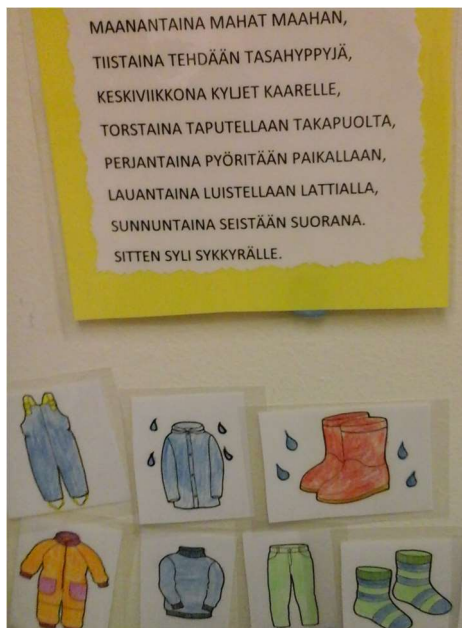 MAANANTAINA MAHAT MAAHAN,
TIISTAINA TEHDÄÄN TASAHYPPYJÄ,
KESKIVIIKKONA KYLJET KAARELLE,
TORSTAINA TAPUTELLAAN TAKAPUOLTA,
PERJANTAINA PYÖRITÄÄN PAIKALLAAN,
LAUANTAINA LUISTELLAAN LATTIALLA,
SUNNUNTAINA SEISTÄÄN SUORANA.
SITTEN SYLI SYKKYRÄLLE.